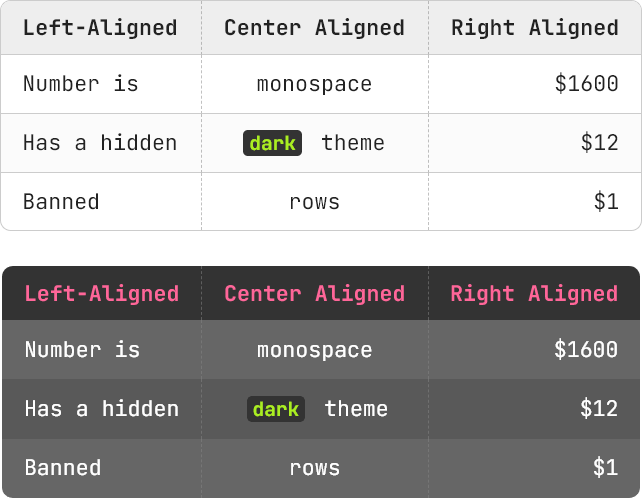 Left-Aligned Center Aligned Right Aligned
Number is monospace $1600
Has a hidden dark theme $12
Banned rows $1
Left-Aligned Center Aligned Right Aligned
Number is monospace $1600
Has a hidden dark theme $12
Banned rows $1